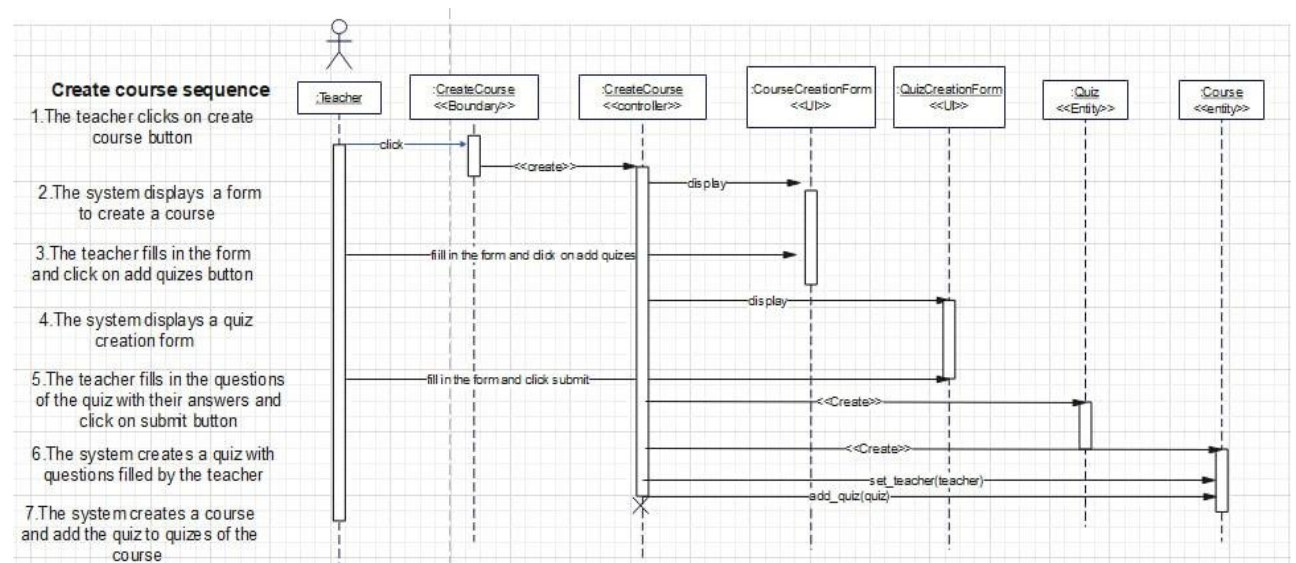 Create course sequence
1.The teacher clicks on create
course button
2.The system displays a form
to create a course
3.The teacher fills in the form
and click on add quizes button
4.The system displays a quiz
creation form
5.The teacher fills in the questions
of the quiz with their answers and
click on submit button
6.The system creates a quiz with
questions filled by the teacher
7.The system creates a course
and add the quiz to quizes of the
course
:Teacher
:CreateCourse
<<Boundary>>
:CreateCourse
<<controller>>
:CourseCreationForm
<<UI>>
:QuizCreationForm
<<UI>>
:Quiz
<<Entity>>
:Course
<<entity>>
click
<<create>>
display
fiill in the form and click on add quizes
display
fill in the form and click submit
<<Create>>
<<Create>>
set_teacher(teacher)
add_quiz(quiz)